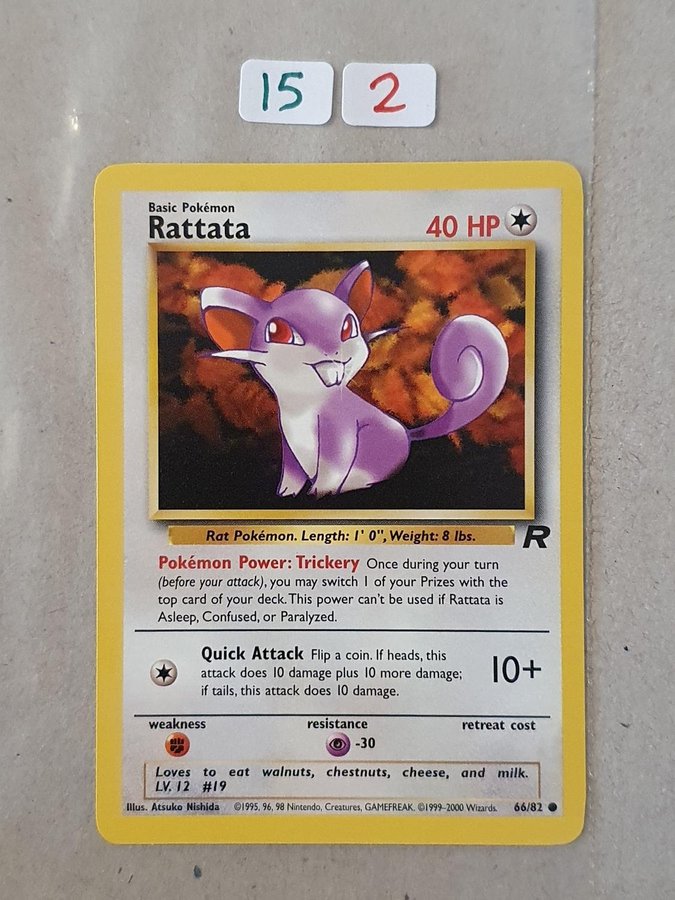 15 2
Basic Pokémon
Rattata 40 HP
Rat Pokémon. Length: 1' 0", Weight: 8 lbs.
R
Pokémon Power: Trickery Once during your turn
(before your attack), you may switch 1 of your Prizes with the
top card of your deck. This power can't be used if Rattata is
Asleep, Confused, or Paralyzed.
Quick Attack Flip a coin. If heads, this
attack does 10 damage plus 10 more damage;
if tails, this attack does 10 damage.
10+
weakness resistance retreat cost
-30
Loves to eat walnuts, chestnuts, cheese, and milk.
LV. 12 #19
Illus. Atsuko Nishida ©1995, 96, 98 Nintendo, Creatures, GAMEFREAK. ©1999-2000 Wizards. 66/82